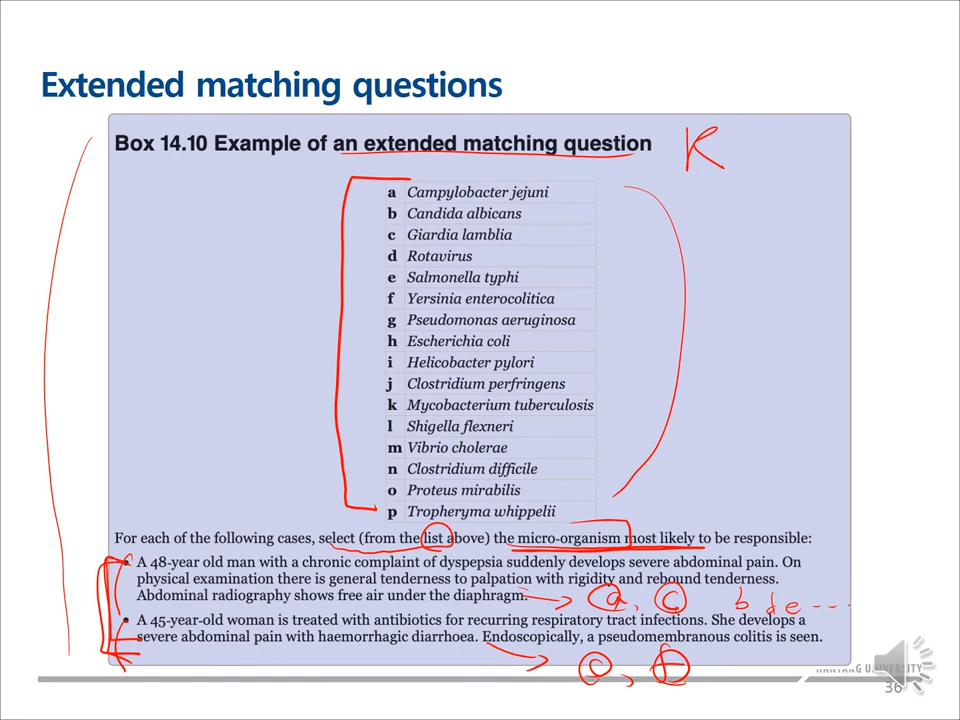 Extended matching questions
Box 14.10 Example of an extended matching question
K
a Campylobacter jejuni
b Candida albicans
c Giardia lamblia
d Rotavirus
e Salmonella typhi
f Yersinia enterocolitica
g Pseudomonas aeruginosa
h Escherichia coli
i Helicobacter pylori
j Clostridium perfringens
k Mycobacterium tuberculosis
l Shigella flexneri
m Vibrio cholerae
n Clostridium difficile
o Proteus mirabilis
p Tropheryma whippelii
For each of the following cases, select (from the list above) the micro-organism most likely to be responsible:
• A 48-year old man with a chronic complaint of dyspepsia suddenly develops severe abdominal pain. On
physical examination there is general tenderness to palpation with rigidity and rebound tenderness.
Abdominal radiography shows free air under the diaphragm.
a, c b d e ....
• A 45-year-old woman is treated with antibiotics for recurring respiratory tract infections. She develops a
severe abdominal pain with haemorrhagic diarrhoea. Endoscopically, a pseudomembranous colitis is seen.
HANYANG UNIVERSITY
36